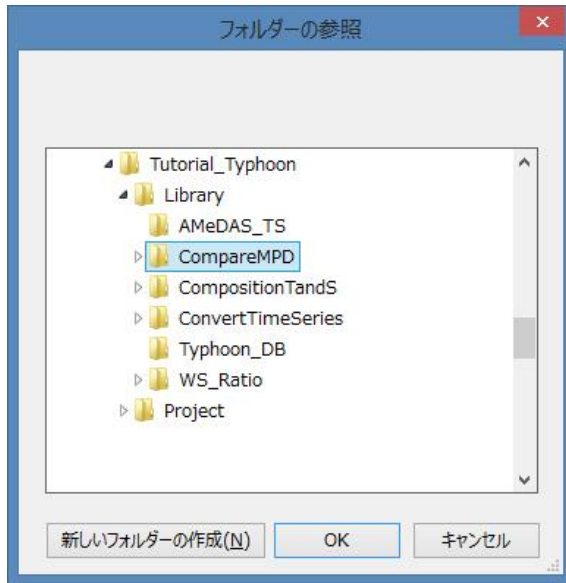 フォルダーの参照
Tutorial_Typhoon
Library
AMeDAS_TS
CompareMPD
CompositionTandS
ConvertTimeSeries
Typhoon_DB
WS_Ratio
Project
新しいフォルダーの作成(N) OK キャンセル